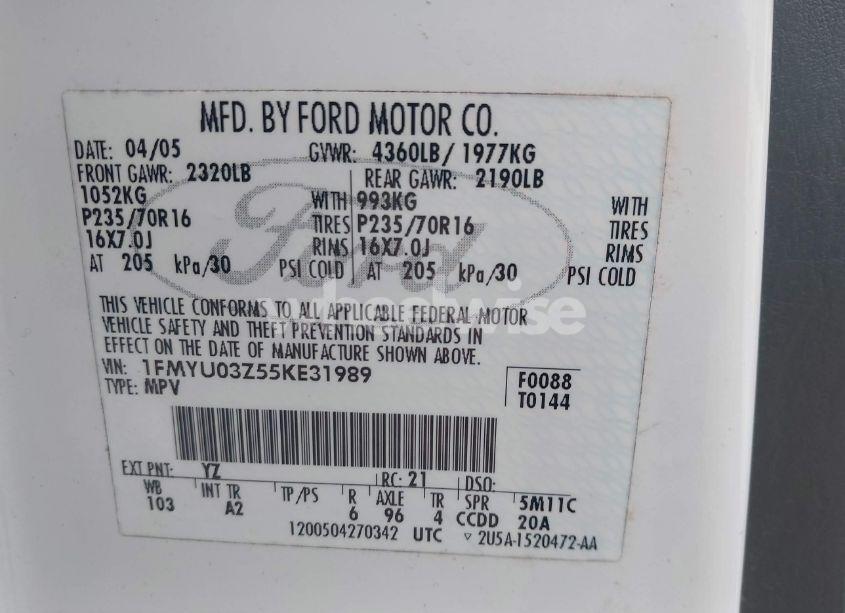 MFD. BY FORD MOTOR CO.
DATE: 04/05 GVWR: 4360LB/ 1977KG
FRONT GAWR: 2320LB REAR GAWR: 2190LB
1052KG WITH 993KG WITH
P235/70R16 TIRES P235/70R16 TIRES
16X7.0J RIMS 16X7.0J RIMS
AT 205 kPa/30 PSI COLD AT 205 kPa/30 PSI COLD
Ford
wheelwise
THIS VEHICLE CONFORMS TO ALL APPLICABLE FEDERAL MOTOR
VEHICLE SAFETY AND THEFT PREVENTION STANDARDS IN
EFFECT ON THE DATE OF MANUFACTURE SHOWN ABOVE.
VIN: 1FMYU03Z55KE31989 F0088
TYPE: MPV T0144
EXT PNT: YZ RC: 21 DSO:
WB INT TR TP/PS R AXLE TR SPR 5M11C
103 A2 6 96 4 CCDD 20A
1200504270342 UTC ▽ 2U5A-1520472-AA